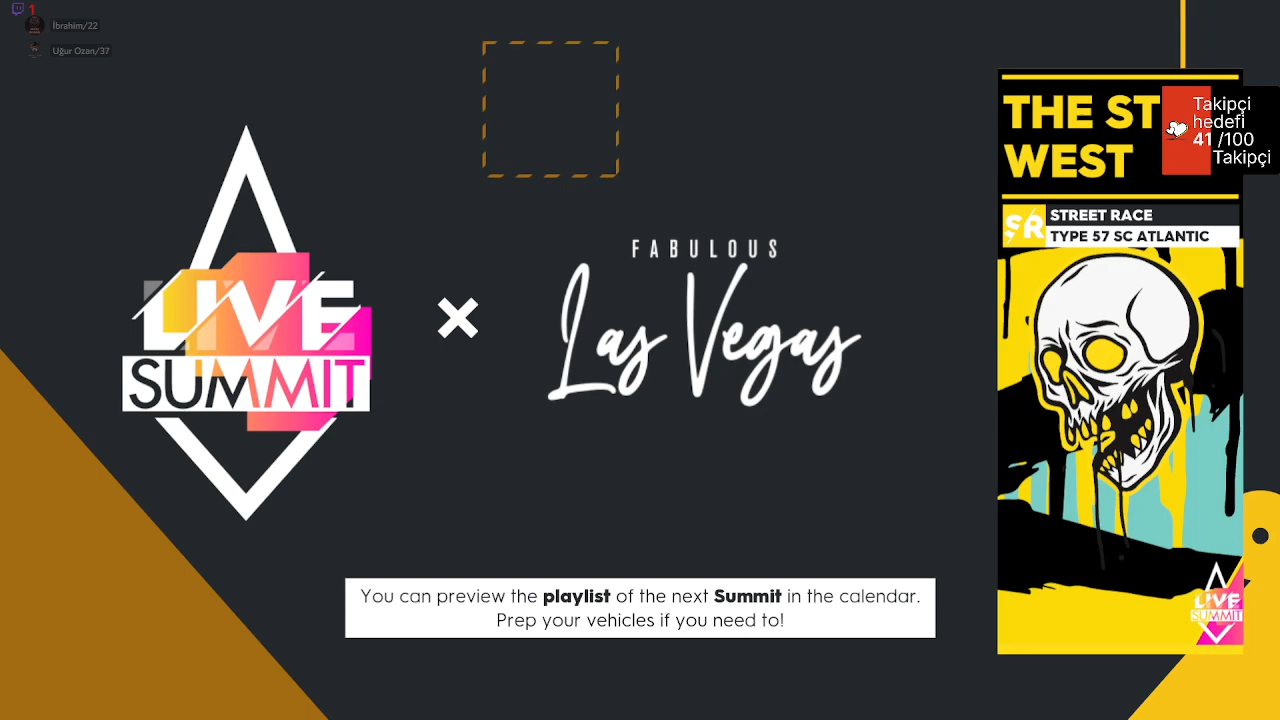 1
İbrahim/22
Uğur Ozan/37
LIVE
SUMMIT
FABULOUS
Las Vegas
THE ST
WEST
Takipçi
hedefi
41 /100
Takipçi
SR
STREET RACE
TYPE 57 SC ATLANTIC
LIVE
SUMMIT
You can preview the playlist of the next Summit in the calendar.
Prep your vehicles if you need to!